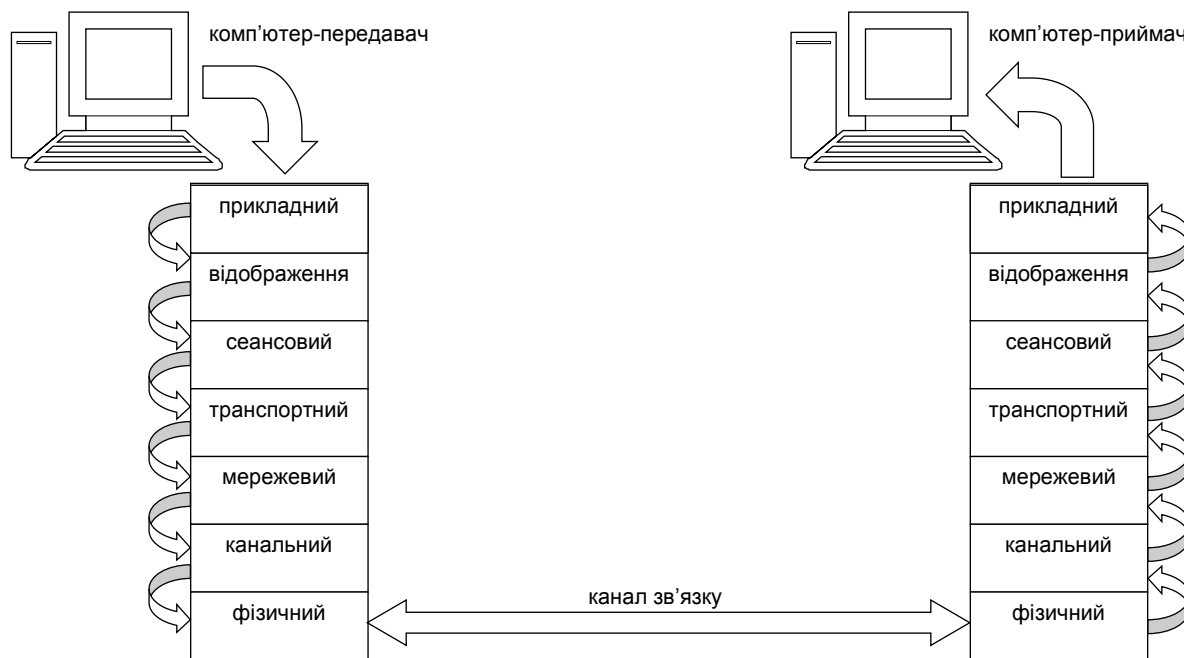 комп’ютер-передавач
комп’ютер-приймач
прикладний
відображення
сеансовий
транспортний
мережевий
канальний
фізичний
канал зв’язку
прикладний
відображення
сеансовий
транспортний
мережевий
канальний
фізичний